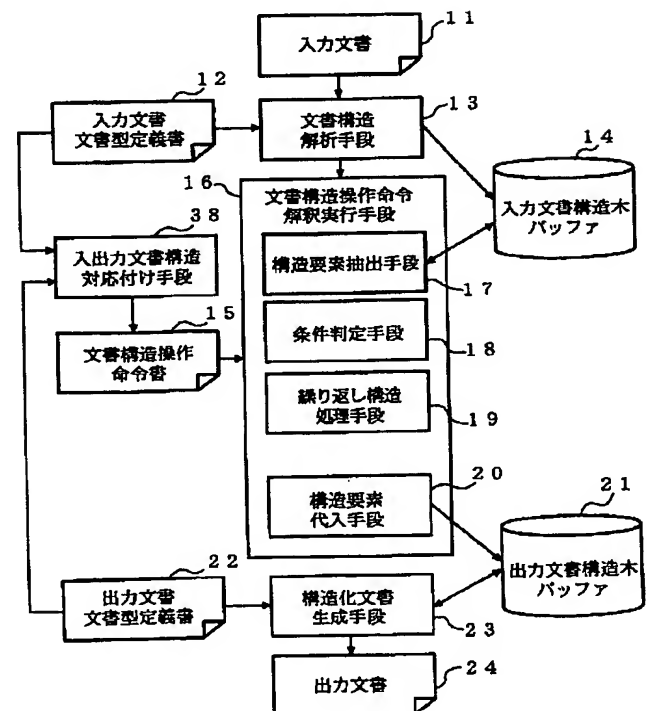 11
入力文書
12
入力文書
文書型定義書
13
文書構造
解析手段
14
入力文書構造木
バッファ
16
文書構造操作命令
解釈実行手段
38
入出力文書構造
対応付け手段
構造要素抽出手段
17
15
文書構造操作
命令書
条件判定手段
18
繰り返し構造
処理手段
19
20
構造要素
代入手段
21
出力文書構造木
バッファ
22
出力文書
文書型定義書
構造化文書
生成手段
23
出力文書
24